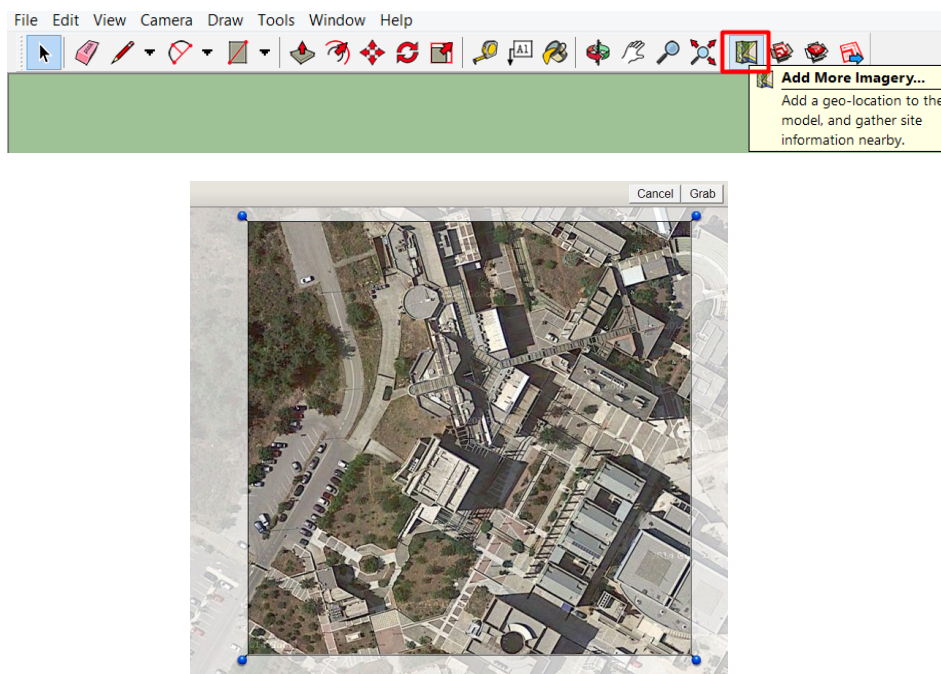 File Edit View Camera Draw Tools Window Help
A1
Add More Imagery...
Add a geo-location to the
model, and gather site
information nearby.
Cancel Grab